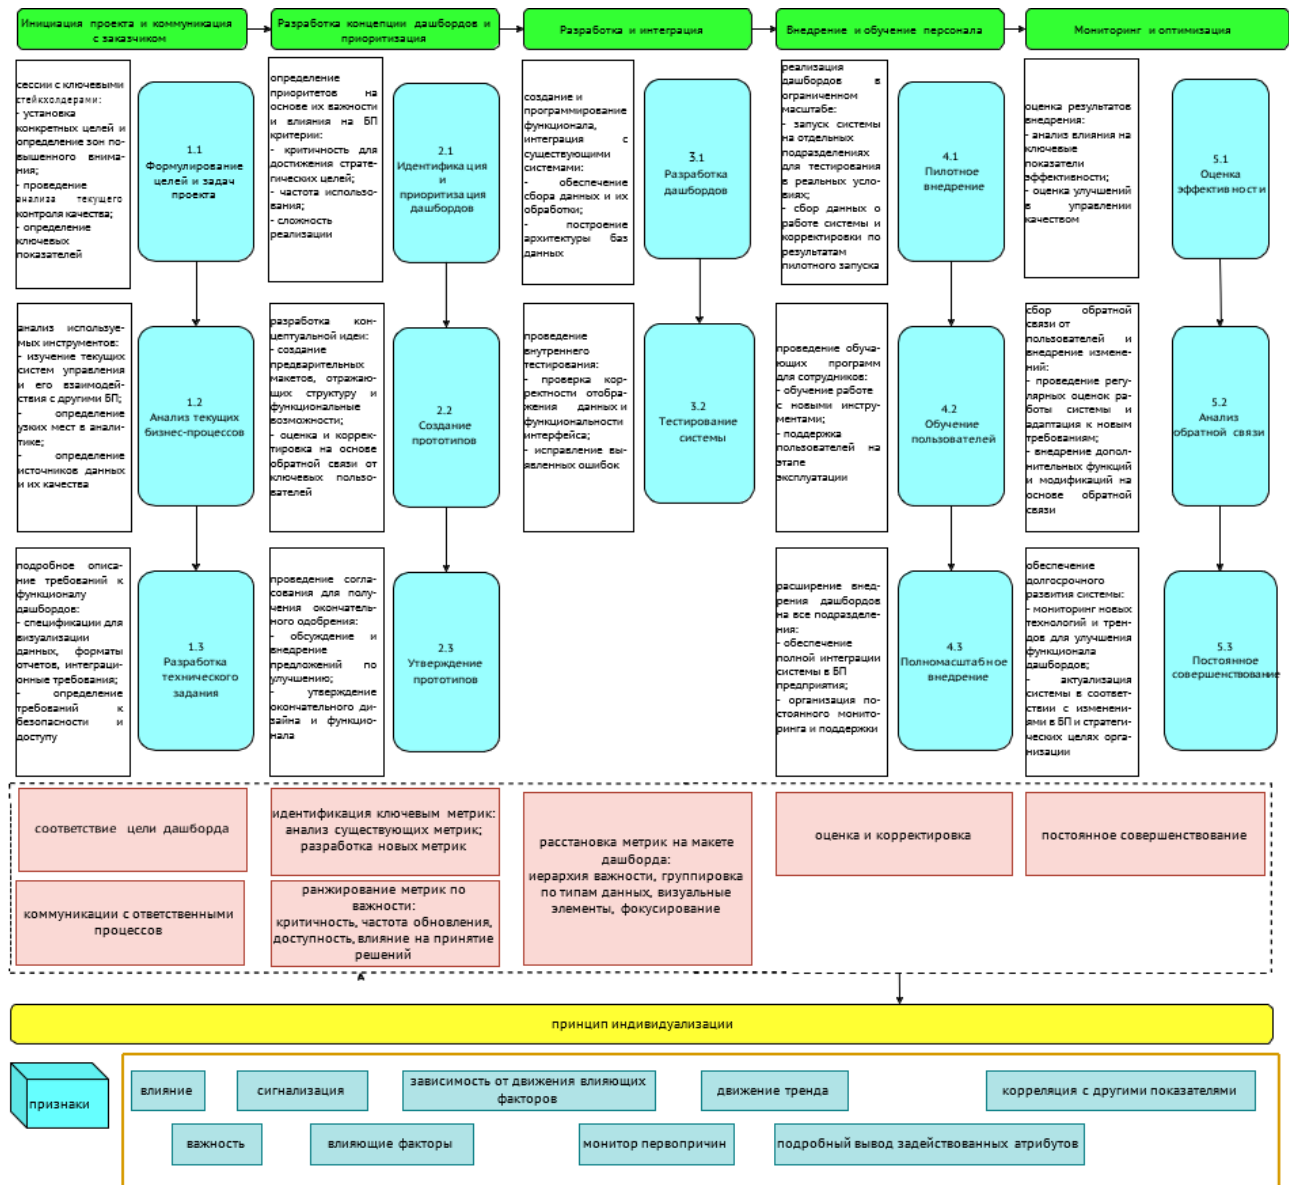 Инициация проекта и коммуникация
с заказчиком
Разработка концепции дашбордов и
приоритизация
Разработка и интеграция
Внедрение и обучение персонала
Мониторинг и оптимизация
сессии с ключевыми
стейкхолдерами:
- установка
конкретных целей и
определение зон по-
вышенного внима-
ния;
- проведение
анализа текущего
контроля качества;
- определение
ключевых
показателей
1.1
Формулирование
целей и задач
проекта
определение
приоритетов на
основе их важности
и влияния на БП
критерии:
- критичность для
достижения страте-
гических целей;
- частота использо-
вания;
- сложность
реализации
2.1
Идентификация
и
приоритизация
дашбордов
создание и
программирование
функционала,
интеграция с
существующими
системами:
- обеспечение
сбора данных и их
обработки;
- построение
архитектуры баз
данных
3.1
Разработка
дашбордов
реализация
дашбордов в
ограниченном
масштабе:
- запуск системы
на отдельных
подразделениях
для тестирования
в реальных усло-
виях;
- сбор данных о
работе системы и
корректировки по
результатам
пилотного запуска
4.1
Пилотное
внедрение
оценка результатов
внедрения:
- анализ влияния на
ключевые
показатели
эффективности;
- оценка улучшений
в управлении
качеством
5.1
Оценка
эффективности
анализ используе-
мых инструментов:
- изучение текущих
систем управления
и его взаимодей-
ствия с другими БП;
- определение
узких мест в анали-
тике;
- определение
источников данных
и их качества
1.2
Анализ текущих
бизнес-процессов
разработка кон-
цептуальной идеи:
- создание
предварительных
макетов, отражаю-
щих структуру и
функциональные
возможности;
- оценка и коррек-
тировка на основе
обратной связи от
ключевых пользо-
вателей
2.2
Создание
прототипов
проведение
внутреннего
тестирования:
- проверка кор-
ректности отобра-
жения данных и
функциональности
интерфейса;
- исправление вы-
явленных ошибок
3.2
Тестирование
системы
проведение обуча-
ющих программ
для сотрудников:
- обучение работе
с новыми инстру-
ментами;
- поддержка
пользователей на
этапе
эксплуатации
4.2
Обучение
пользователей
сбор обратной
связи от
пользователей и
внедрение измене-
ний:
- проведение регу-
лярных оценок ра-
боты системы и
адаптация к новым
требованиям;
- внедрение допол-
нительных функций
и модификаций на
основе обратной
связи
5.2
Анализ
обратной связи
подробное описа-
ние требований к
функционалу
дашбордов:
- спецификации для
визуализации
данных, форматы
отчетов, интеграци-
онные требования;
- определение
требований к
безопасности и
доступу
1.3
Разработка
технического
задания
проведение согла-
сования для полу-
чения окончатель-
ного одобрения:
- обсуждение и
внедрение
предложений по
улучшению;
- утверждение
окончательного ди-
зайна и функцио-
нала
2.3
Утверждение
прототипов
расширение внед-
рения дашбордов
на все подразделе-
ния:
- обеспечение
полной интеграции
системы в БП
предприятия;
- организация по-
стоянного монито-
ринга и поддержки
4.3
Полномасштабное
внедрение
обеспечение
долгосрочного
развития системы:
- мониторинг новых
технологий и трен-
дов для улучшения
функционала
дашбордов;
- актуализация
системы в соответ-
ствии с изменени-
ями в БП и стратеги-
ческих целях орга-
низации
5.3
Постоянное
совершенствование
соответствие цели дашборда
идентификация ключевым метрик:
анализ существующих метрик;
разработка новых метрик
расстановка метрик на макете
дашборда:
иерархия важности, группировка
по типам данных, визуальные
элементы, фокусирование
оценка и корректировка
постоянное совершенствование
коммуникации с ответственными
процессов
ранжирование метрик по
важности:
критичность, частота обновления,
доступность, влияние на принятие
решений
принцип индивидуализации
признаки
влияние
сигнализация
зависимость от движения влияющих
факторов
движение тренда
корреляция с другими показателями
важность
влияющие факторы
монитор первопричин
подробный вывод задействованных атрибутов